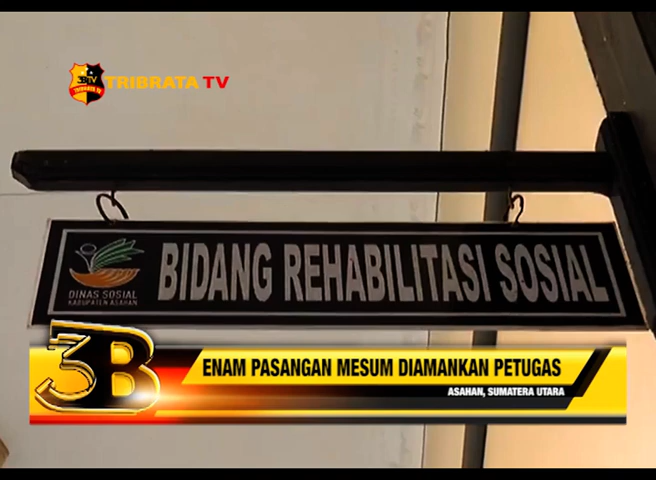 TRIBRATA TV
BIDANG REHABILITASI SOSIAL
DINAS SOSIAL
KABUPATEN ASAHAN
3B
ENAM PASANGAN MESUM DIAMANKAN PETUGAS
ASAHAN, SUMATERA UTARA